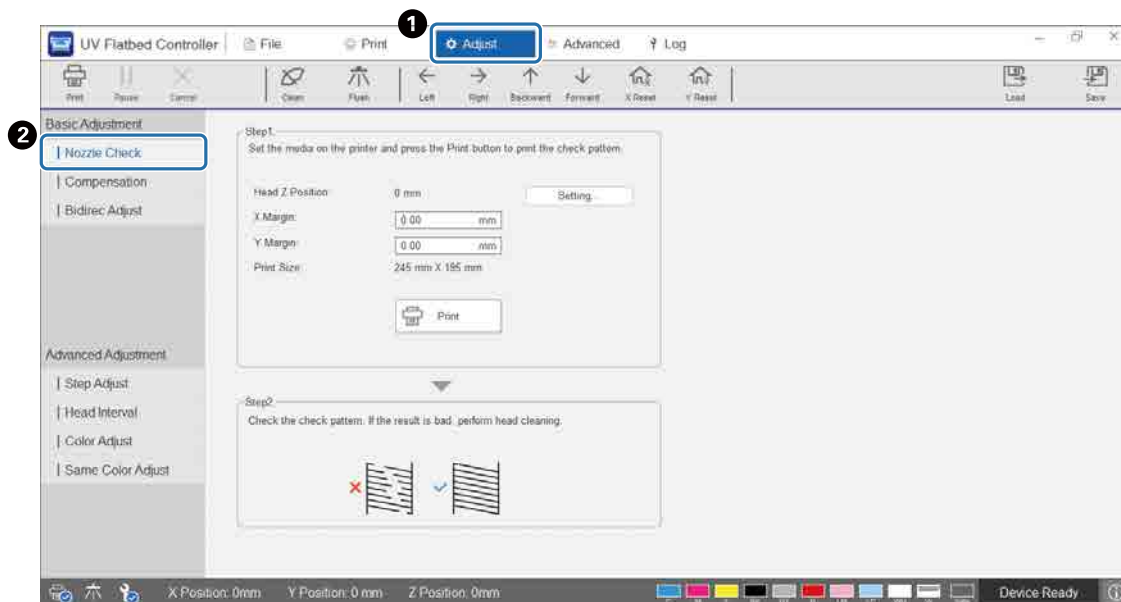 1
UV Flatbed Controller File Print Adjust Advanced Log
Print Pause Cancel Clean Flush Left Right Backward Forward X Reset Y Reset Load Save
Basic Adjustment
2
Nozzle Check
Compensation
Bidirec Adjust
Advanced Adjustment
Step Adjust
Head Interval
Color Adjust
Same Color Adjust
Step1.
Set the media on the printer and press the Print button to print the check pattern.
Head Z Position: 0 mm Setting...
X Margin: 0.00 mm
Y Margin: 0.00 mm
Print Size: 245 mm X 195 mm
Print
Step2.
Check the check pattern. If the result is bad, perform head cleaning.
X Position: 0mm Y Position: 0 mm Z Position: 0mm Device Ready